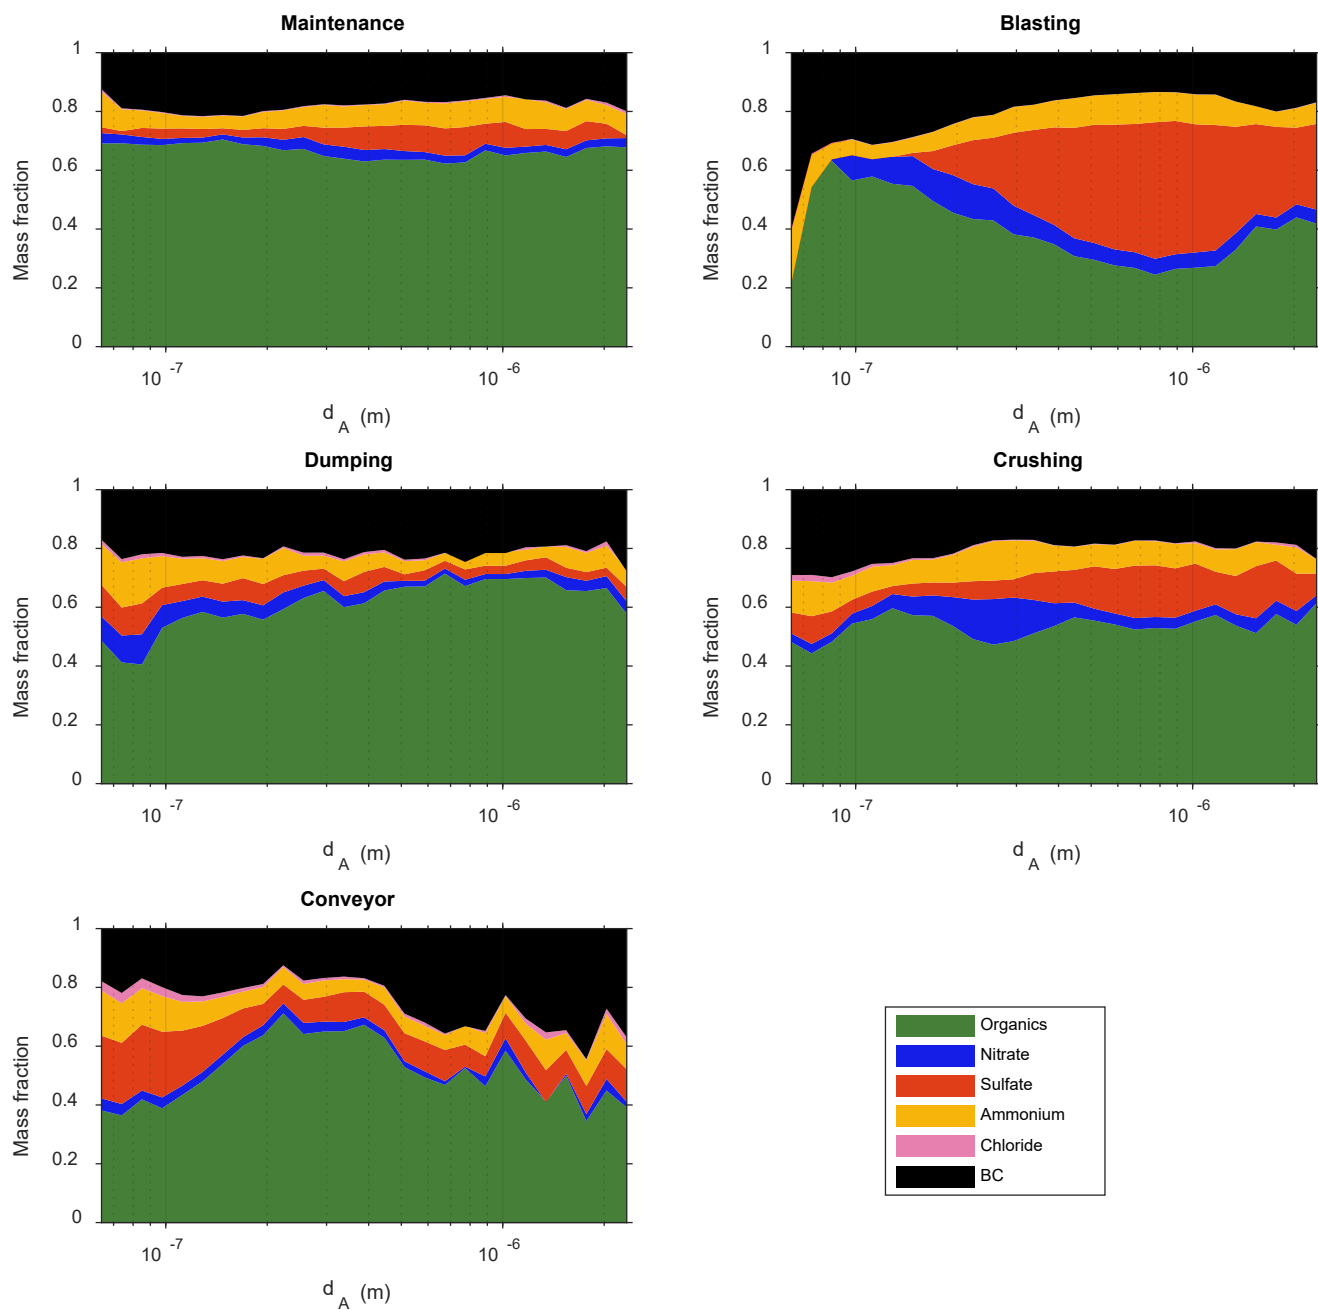 Maintenance
1
0.8
0.6
0.4
0.2
0
Mass fraction
10 -7
10 -6
d A (m)
Blasting
1
0.8
0.6
0.4
0.2
0
Mass fraction
10 -7
10 -6
d A (m)
Dumping
1
0.8
0.6
0.4
0.2
0
Mass fraction
10 -7
10 -6
d A (m)
Crushing
1
0.8
0.6
0.4
0.2
0
Mass fraction
10 -7
10 -6
d A (m)
Conveyor
1
0.8
0.6
0.4
0.2
0
Mass fraction
10 -7
10 -6
d A (m)
Organics
Nitrate
Sulfate
Ammonium
Chloride
BC